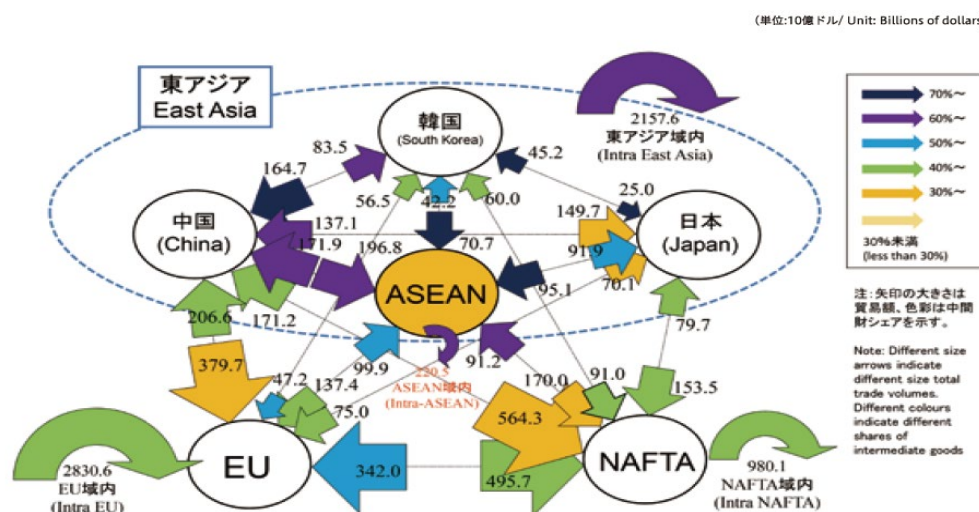 （単位:10億ドル/ Unit: Billions of dollars
東アジア
East Asia
韓国
(South Korea)
2157.6
東アジア域内
(Intra East Asia)
70%～
60%～
50%～
40%～
30%～
30%未満
(less than 30%)
83.5
164.7
45.2
56.5
42.2
60.0
25.0
中国
(China)
137.1
149.7
日本
(Japan)
171.9
196.8
70.7
91.9
ASEAN
95.1
70.1
206.6
171.2
79.7
379.7
99.9
91.2
220.5
ASEAN域内
(Intra-ASEAN)
47.2
137.4
75.0
170.0
91.0
153.5
564.3
EU
342.0
495.7
NAFTA
2830.6
EU域内
(Intra EU)
980.1
NAFTA域内
(Intra NAFTA)
注：矢印の大きさは
貿易額、色彩は中間
財シェアを示す。
Note: Different size
arrows indicate
different size total
trade volumes.
Different colours
indicate different
shares of
intermediate goods